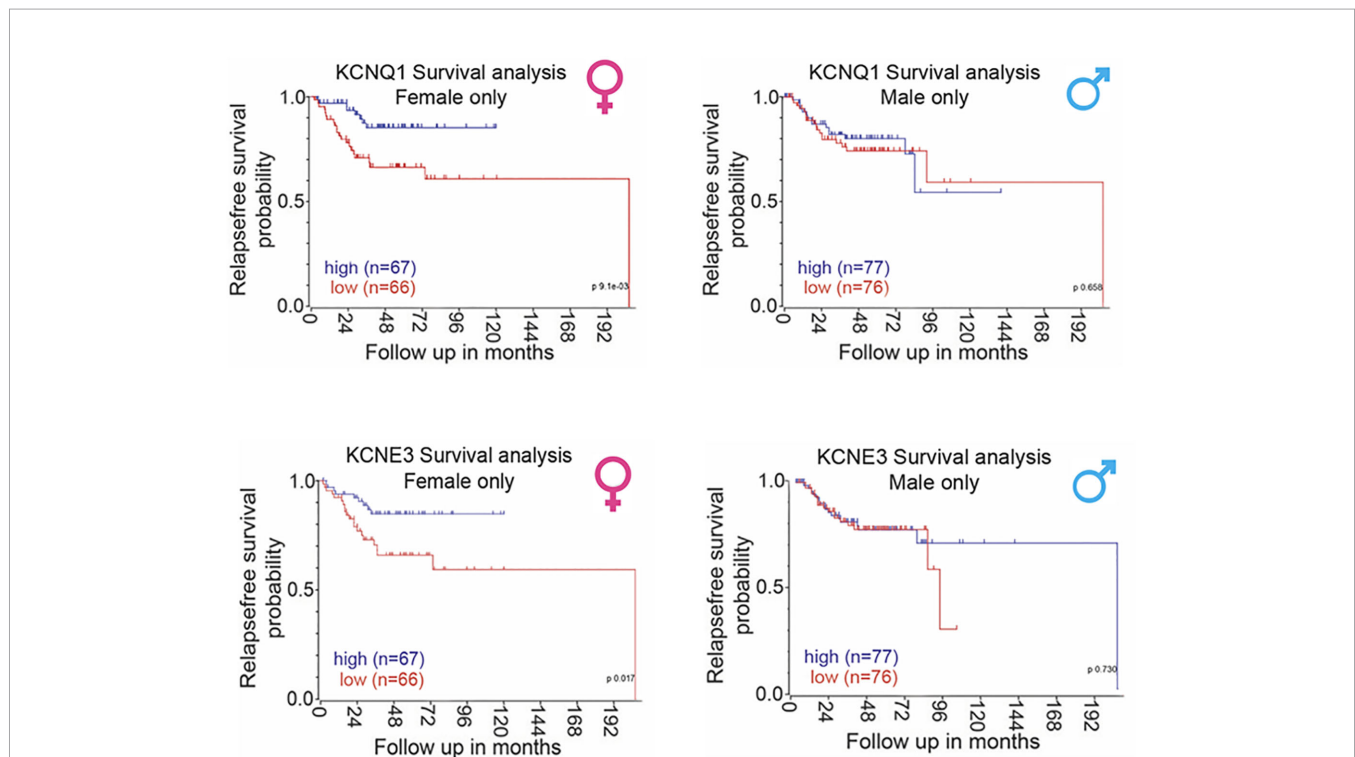 KCNQ1 Survival analysis
Female only
Relapsefree survival
probability
1.0
0.5
0.0
high (n=67)
low (n=66)
p 9.1e-03
0 24 48 72 96 120 144 168 192
Follow up in months
KCNQ1 Survival analysis
Male only
Relapsefree survival
probability
1.0
0.5
0.0
high (n=77)
low (n=76)
p 0.658
0 24 48 72 96 120 144 168 192
Follow up in months
KCNE3 Survival analysis
Female only
Relapsefree survival
probability
1.0
0.5
0.0
high (n=67)
low (n=66)
p 0.017
0 24 48 72 96 120 144 168 192
Follow up in months
KCNE3 Survival analysis
Male only
Relapsefree survival
probability
1.0
0.5
0.0
high (n=77)
low (n=76)
p 0.730
0 24 48 72 96 120 144 168 192
Follow up in months